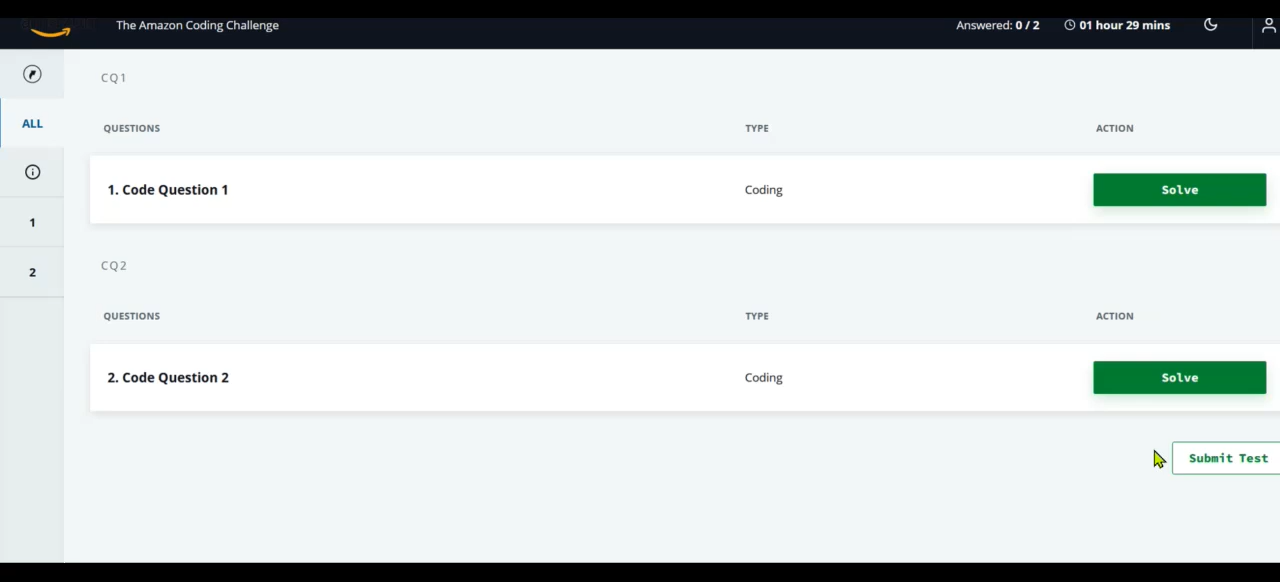 The Amazon Coding Challenge
Answered: 0 / 2
01 hour 29 mins
CQ1
ALL
QUESTIONS TYPE ACTION
1. Code Question 1 Coding Solve
1
CQ2
2
QUESTIONS TYPE ACTION
2. Code Question 2 Coding Solve
Submit Test